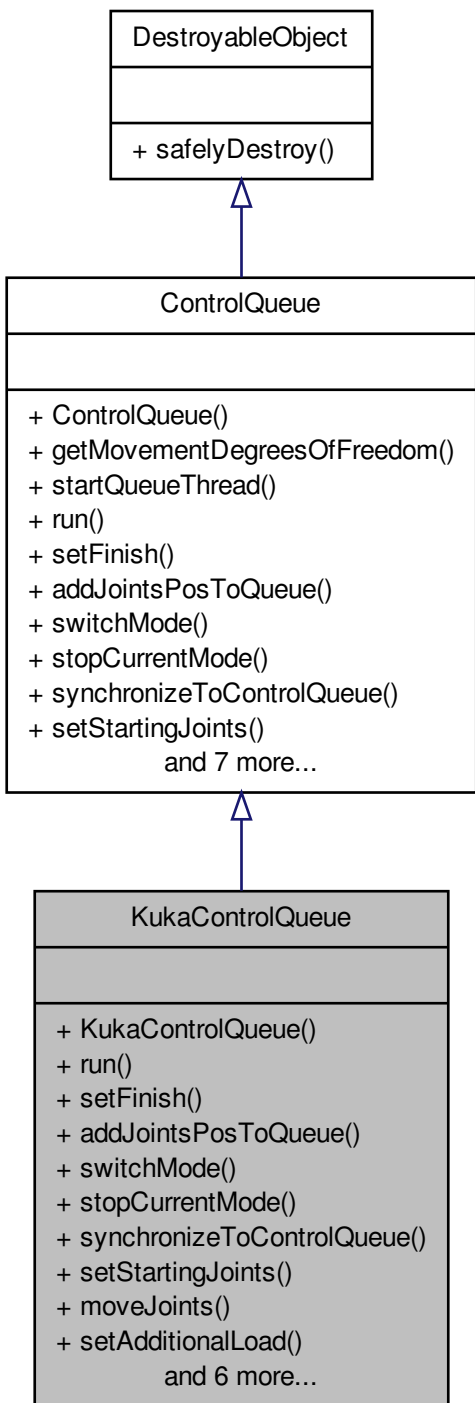 DestroyableObject
+ safelyDestroy()
ControlQueue
+ ControlQueue()
+ getMovementDegreesOfFreedom()
+ startQueueThread()
+ run()
+ setFinish()
+ addJointsPosToQueue()
+ switchMode()
+ stopCurrentMode()
+ synchronizeToControlQueue()
+ setStartingJoints()
and 7 more...
KukaControlQueue
+ KukaControlQueue()
+ run()
+ setFinish()
+ addJointsPosToQueue()
+ switchMode()
+ stopCurrentMode()
+ synchronizeToControlQueue()
+ setStartingJoints()
+ moveJoints()
+ setAdditionalLoad()
and 6 more...